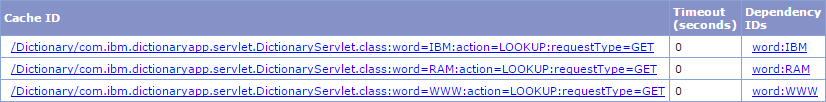 Cache ID Timeout (seconds) Dependency IDs
/Dictionary/com.ibm.dictionaryapp.servlet.DictionaryServlet.class:word=IBM:action=LOOKUP:requestType=GET 0 word:IBM
/Dictionary/com.ibm.dictionaryapp.servlet.DictionaryServlet.class:word=RAM:action=LOOKUP:requestType=GET 0 word:RAM
/Dictionary/com.ibm.dictionaryapp.servlet.DictionaryServlet.class:word=WWW:action=LOOKUP:requestType=GET 0 word:WWW